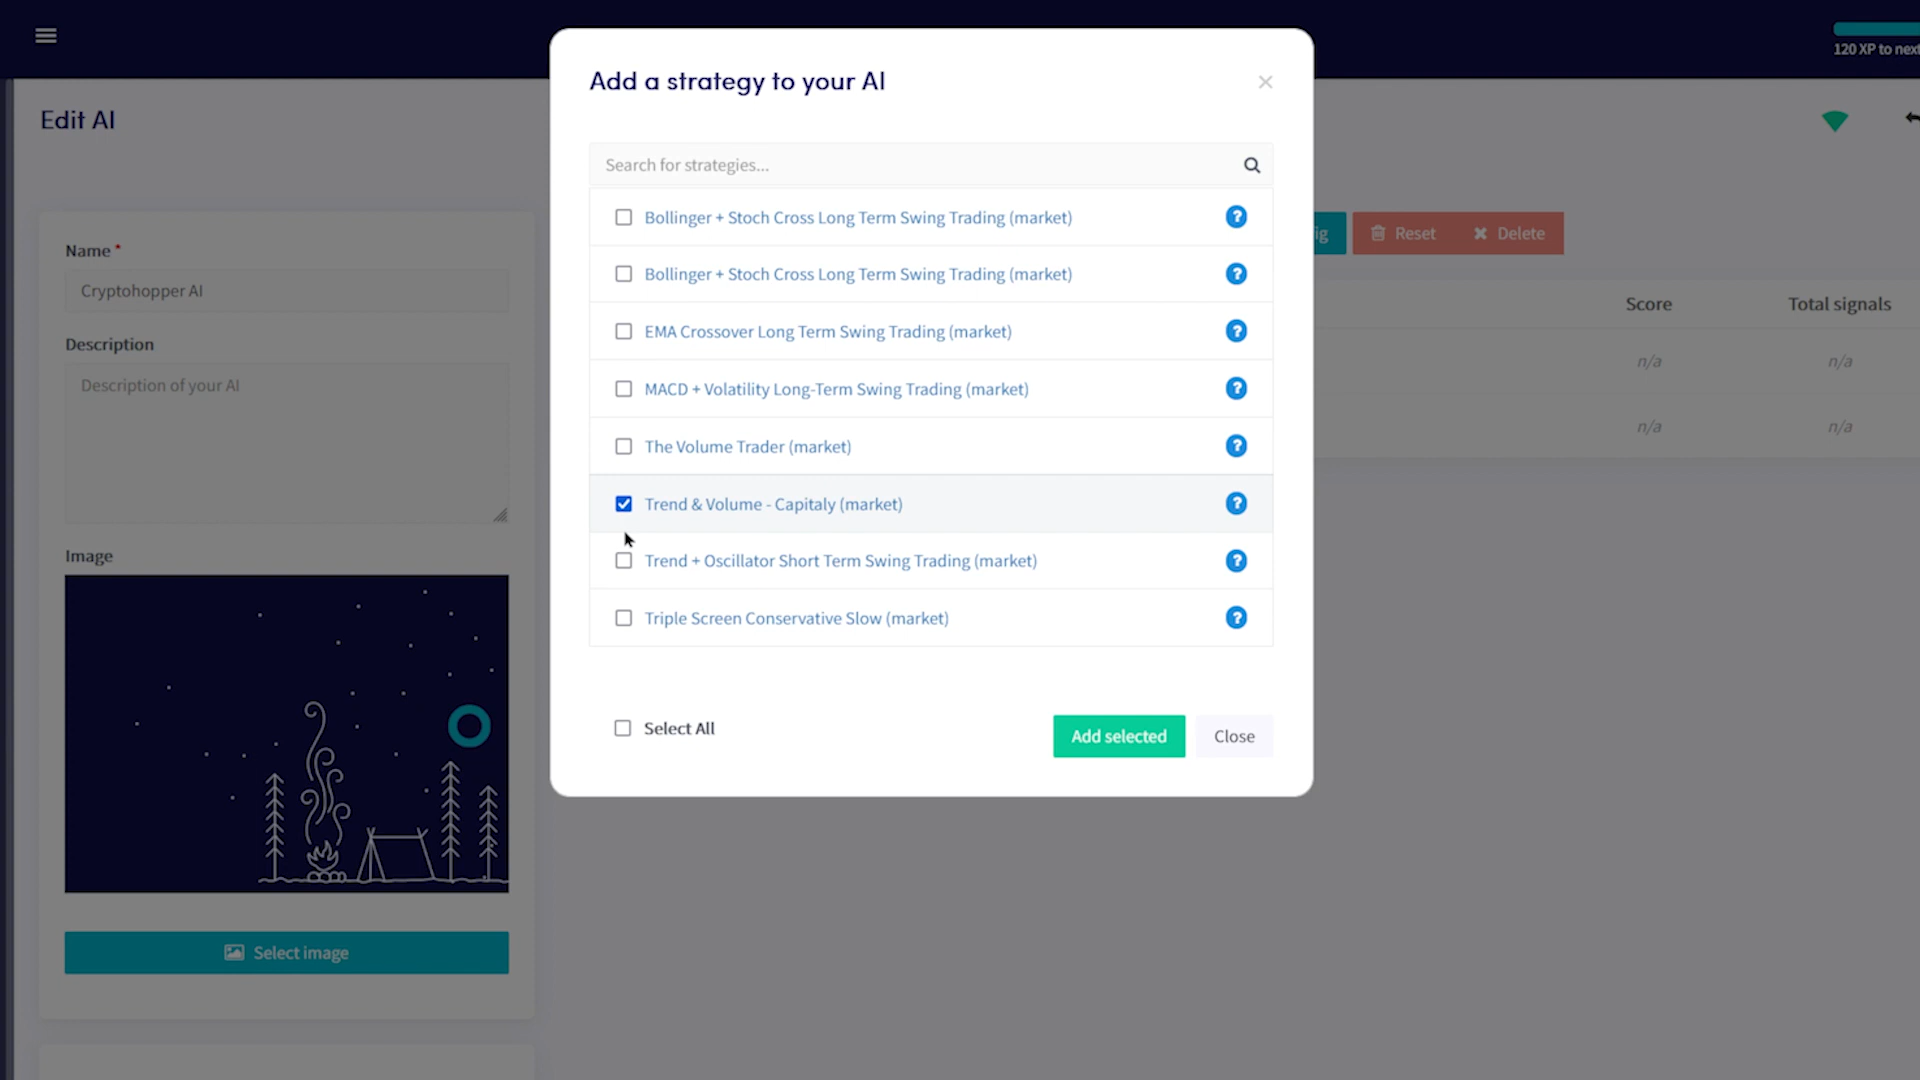 120 XP to next
Edit AI
Name *
Cryptohopper AI
Description
Description of your AI
Image
Select image
Add a strategy to your AI
×
Search for strategies...
Bollinger + Stoch Cross Long Term Swing Trading (market) ?
Bollinger + Stoch Cross Long Term Swing Trading (market) ?
EMA Crossover Long Term Swing Trading (market) ?
MACD + Volatility Long-Term Swing Trading (market) ?
The Volume Trader (market) ?
Trend & Volume - Capitaly (market) ?
Trend + Oscillator Short Term Swing Trading (market) ?
Triple Screen Conservative Slow (market) ?
Select All
Add selected
Close
ig
Reset
Delete
Score Total signals
n/a n/a
n/a n/a